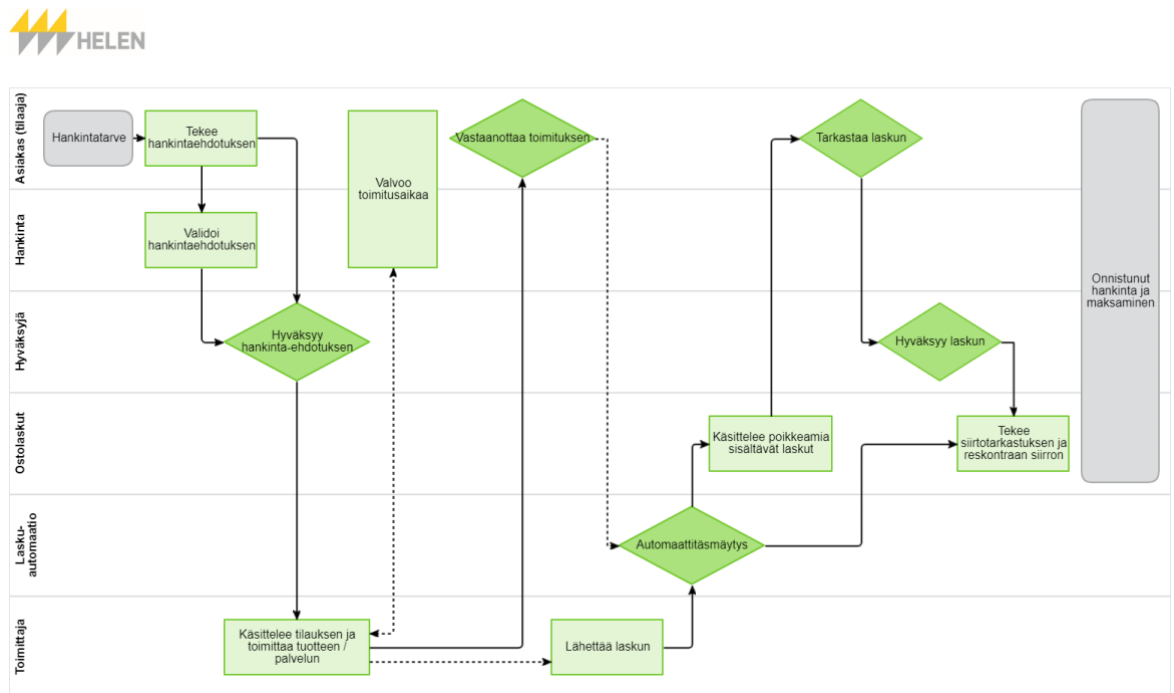 HELEN
Asiakas (tilaaja)
Hankintatarve
Tekee
hankintaehdotuksen
Valvoo
toimitusaikaa
Vastaanottaa toimituksen
Tarkastaa laskun
Onnistunut
hankinta ja
maksaminen
Hankinta
Validoi
hankintaehdotuksen
Hyväksyjä
Hyväksyy
hankinta-ehdotuksen
Hyväksyy laskun
Ostolaskut
Käsittelee poikkeamia
sisältävät laskut
Tekee
siirtotarkastuksen ja
reskontraan siirron
Lasku-
automaatio
Automaattitäsmäytys
Toimittaja
Käsittelee tilauksen ja
toimittaa tuotteen /
palvelun
Lähettää laskun